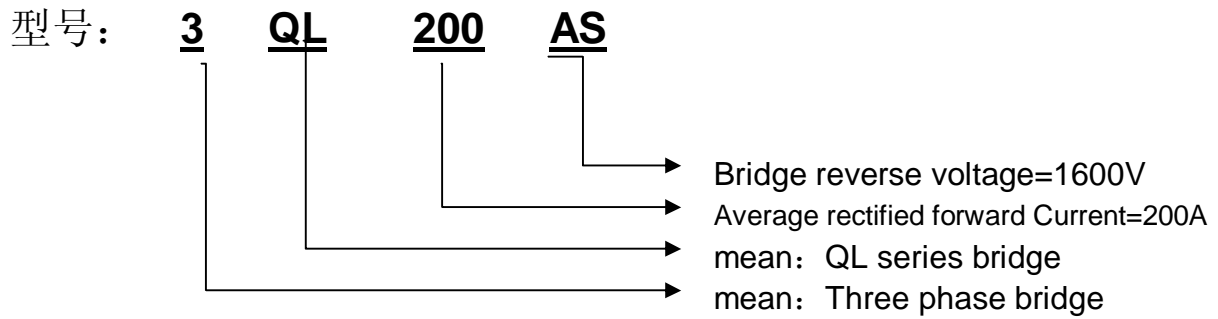 型号： 3 QL 200 AS
Bridge reverse voltage=1600V
Average rectified forward Current=200A
mean：QL series bridge
mean：Three phase bridge